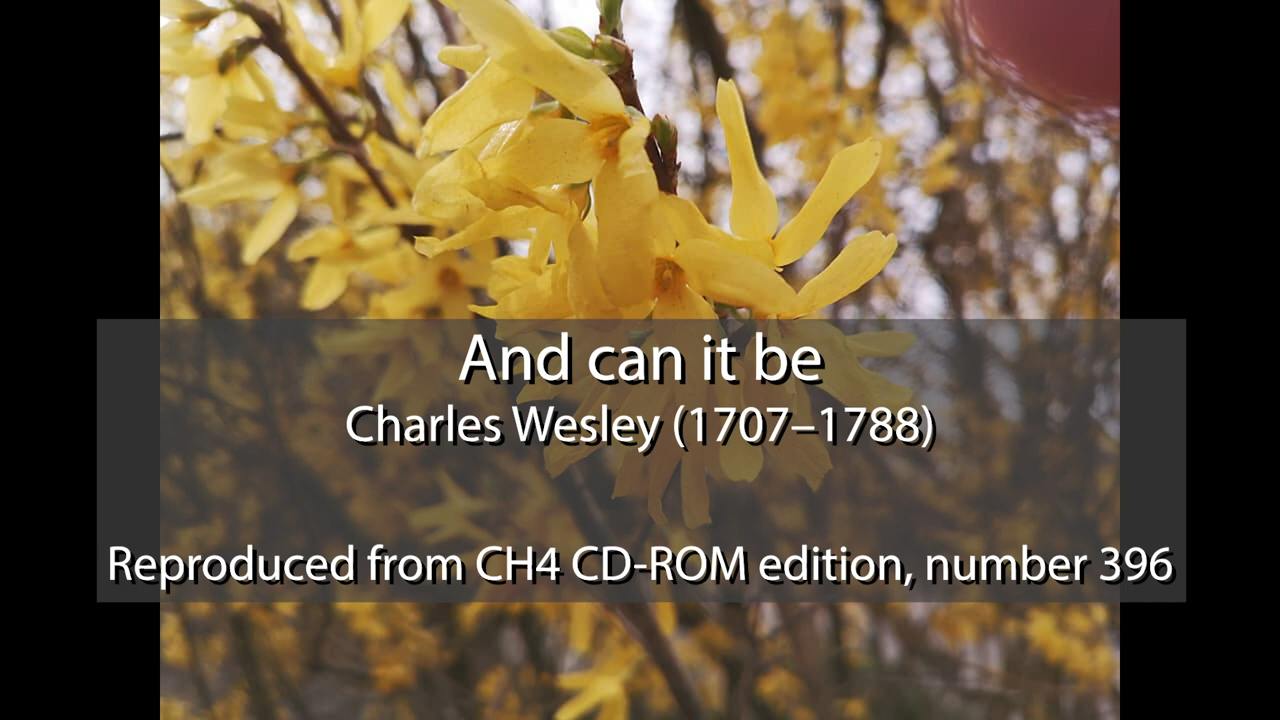 And can it be
Charles Wesley (1707–1788)
Reproduced from CH4 CD-ROM edition, number 396